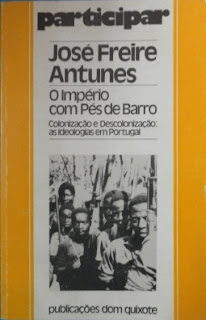 participar
José Freire
Antunes
O Império
com Pés de Barro
Colonização e Descolonização:
as Ideologias em Portugal
publicações dom quixote